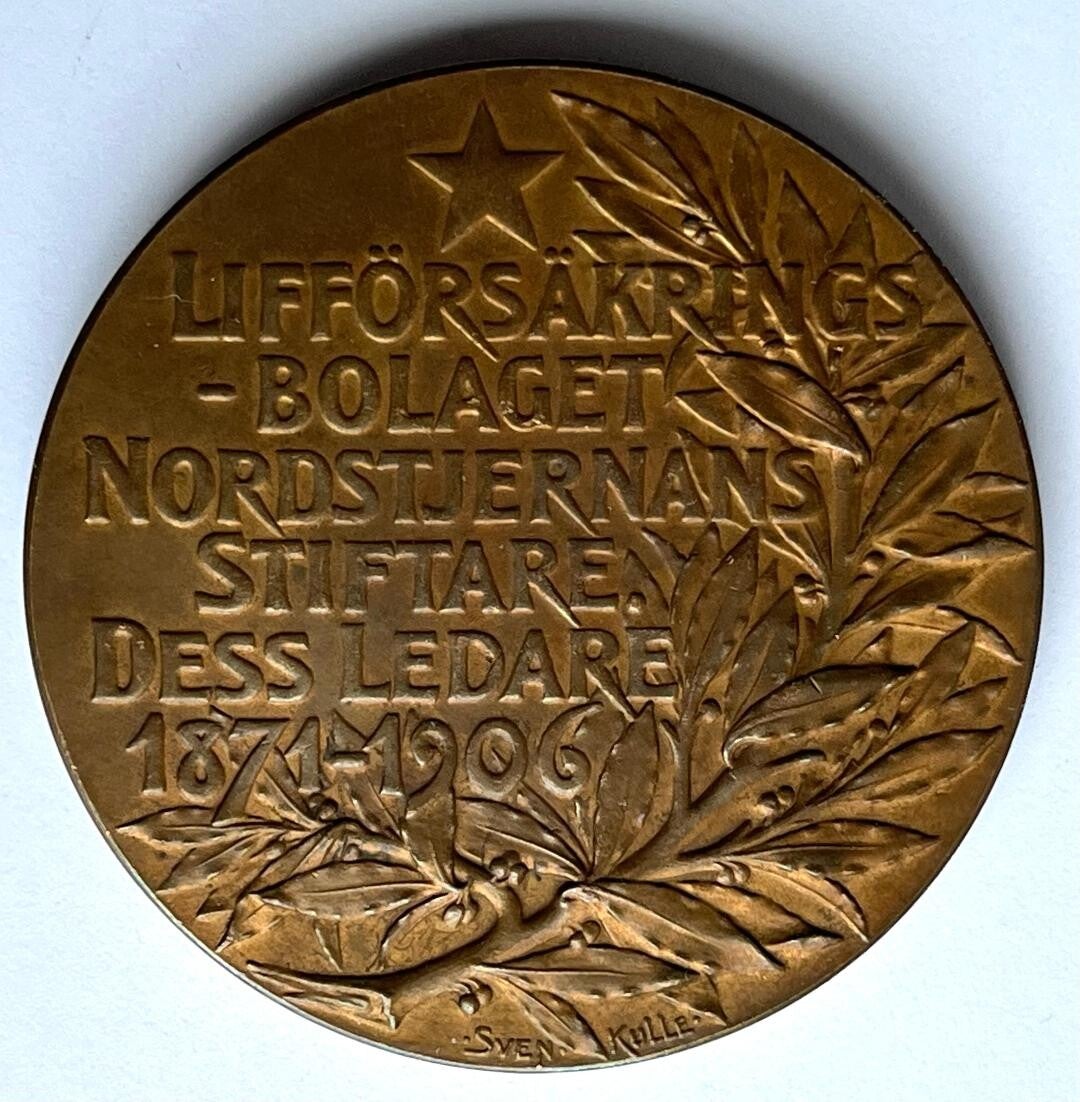 LIFFÖRSÄKRINGS
-BOLAGET-
NORDSTJERNANS
STIFTARE.
DESS LEDARE
1871-1906
·SVEN· KULLE·